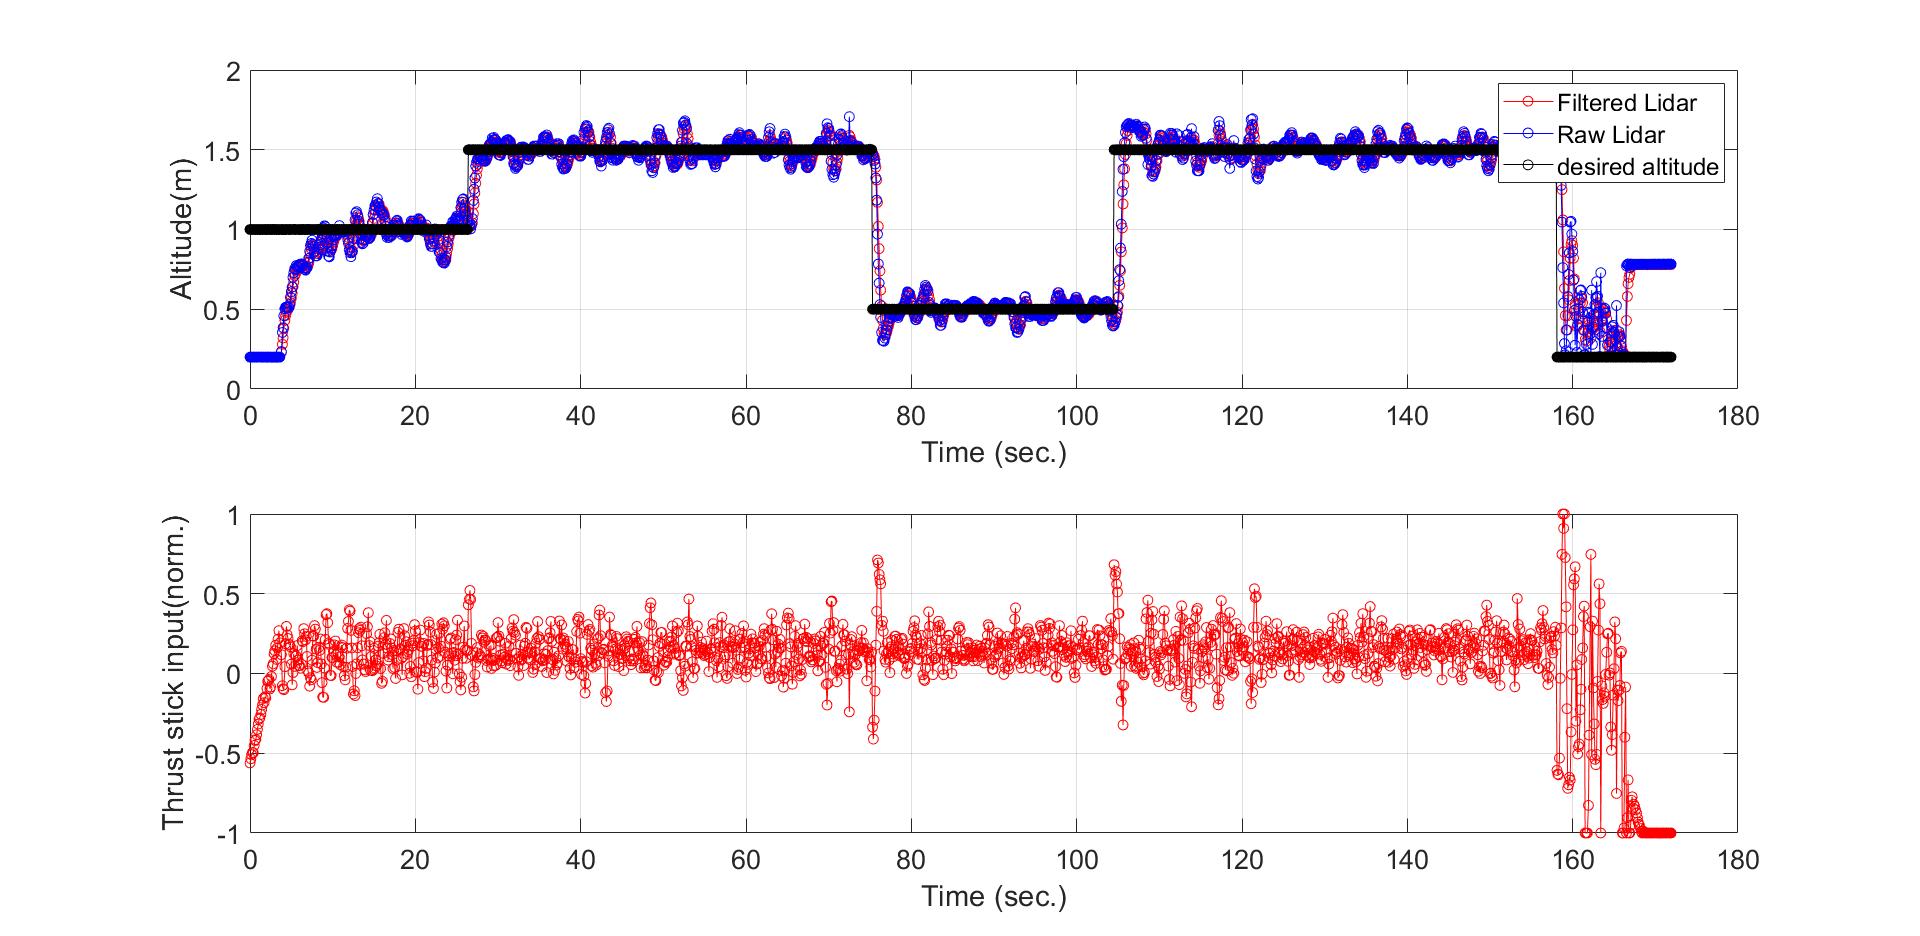 2
1.5
1
0.5
0
Altitude(m)
Filtered Lidar
Raw Lidar
desired altitude
0 20 40 60 80 100 120 140 160 180
Time (sec.)
1
0.5
0
-0.5
-1
Thrust stick input(norm.)
0 20 40 60 80 100 120 140 160 180
Time (sec.)